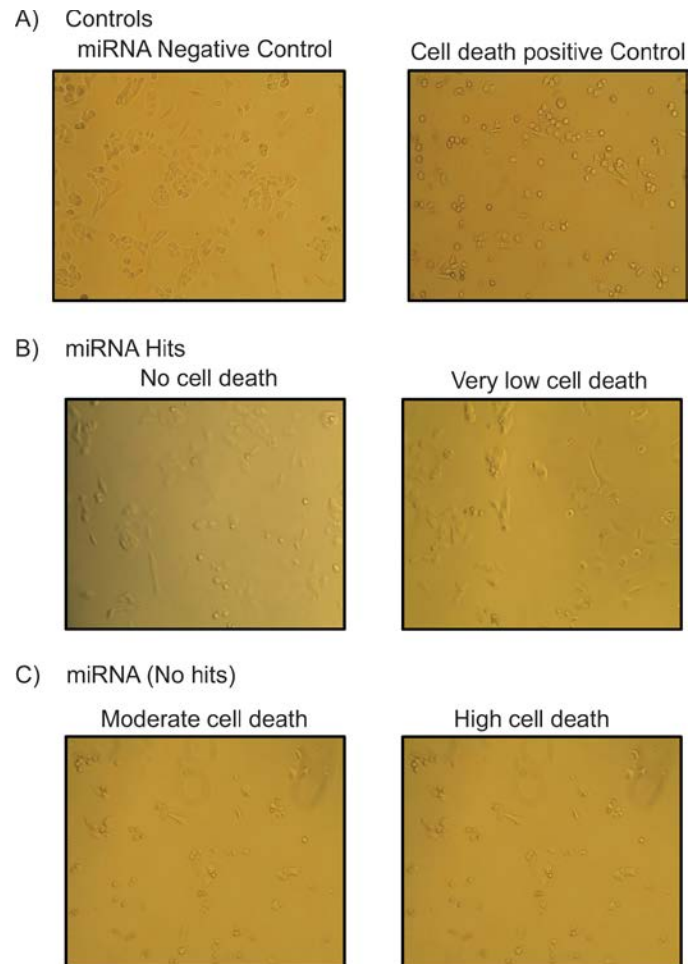 A) Controls
miRNA Negative Control Cell death positive Control
B) miRNA Hits
No cell death Very low cell death
C) miRNA (No hits)
Moderate cell death High cell death